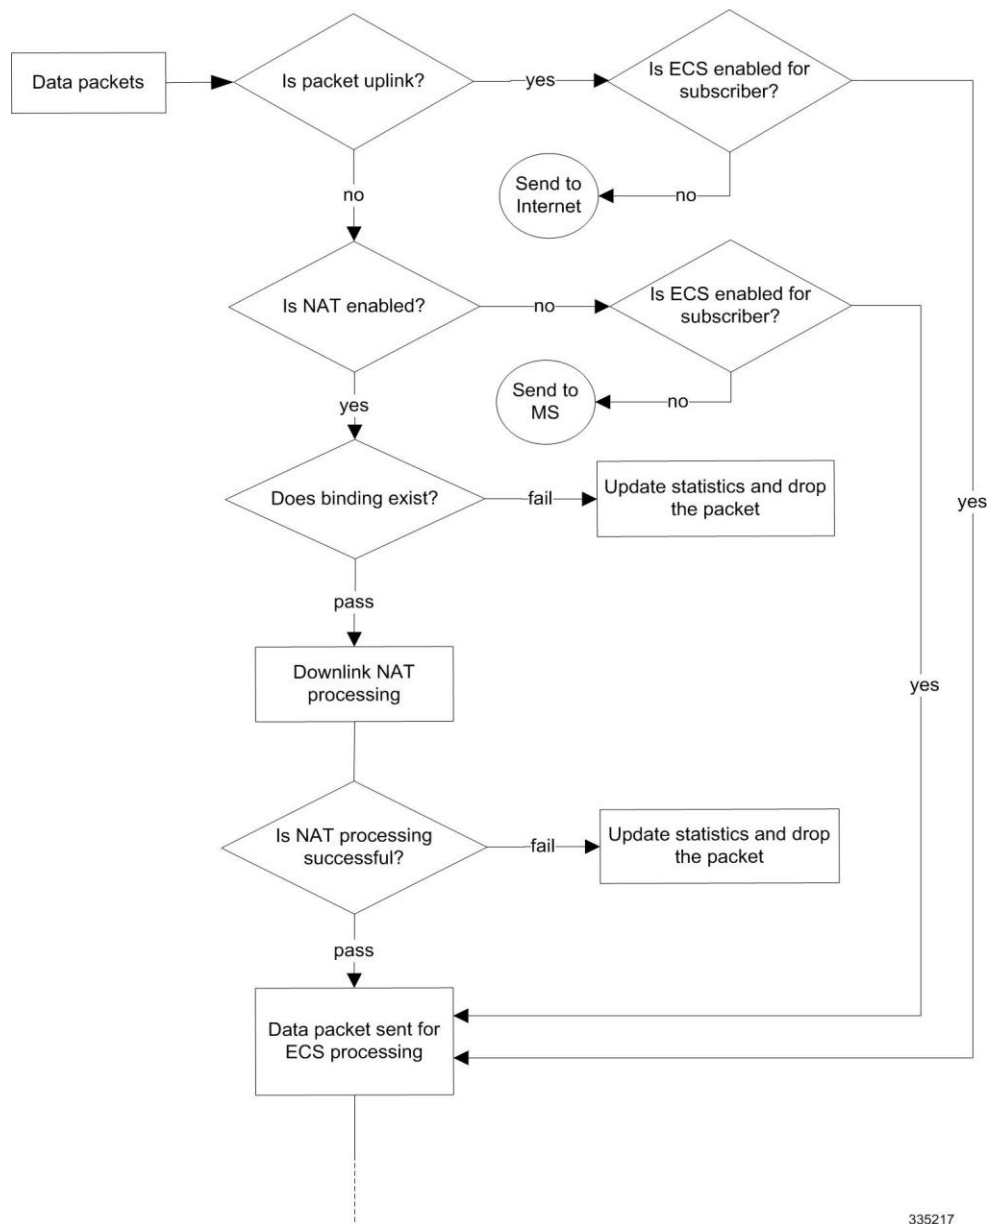 Data packets
Is packet uplink?
yes
Is ECS enabled for
subscriber?
no
Send to
Internet
no
Is NAT enabled?
no
Is ECS enabled for
subscriber?
yes
Send to
MS
no
Does binding exist?
fail
Update statistics and drop
the packet
yes
pass
Downlink NAT
processing
yes
Is NAT processing
successful?
fail
Update statistics and drop
the packet
pass
Data packet sent for
ECS processing
335217